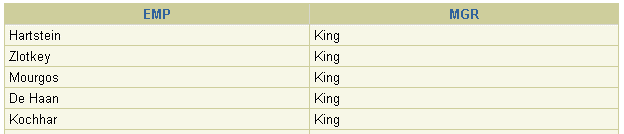 EMP MGR
Hartstein King
Zlotkey King
Mourgos King
De Haan King
Kochhar King